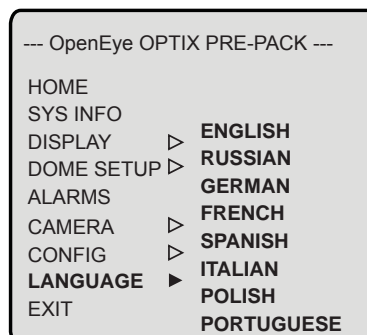 --- OpenEye OPTIX PRE-PACK ---
HOME
SYS INFO
DISPLAY ▷
DOME SETUP ▷
ALARMS
CAMERA ▷
CONFIG ▷
LANGUAGE ►
EXIT
ENGLISH
RUSSIAN
GERMAN
FRENCH
SPANISH
ITALIAN
POLISH
PORTUGUESE